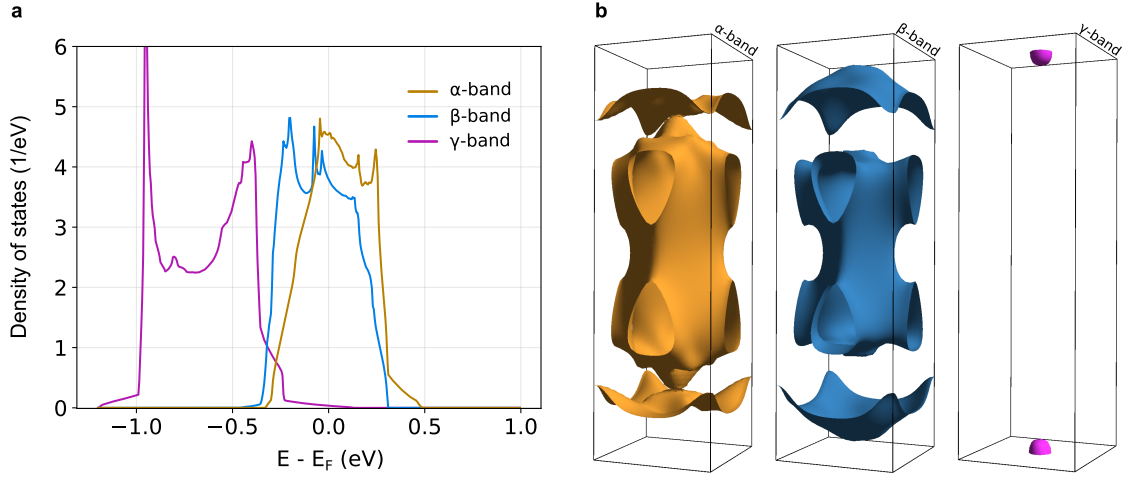 a
Density of states (1/eV)
6
5
4
3
2
1
0
−1.0 −0.5 0.0 0.5 1.0
E - E_F (eV)
α-band
β-band
γ-band
b
α-band
β-band
γ-band